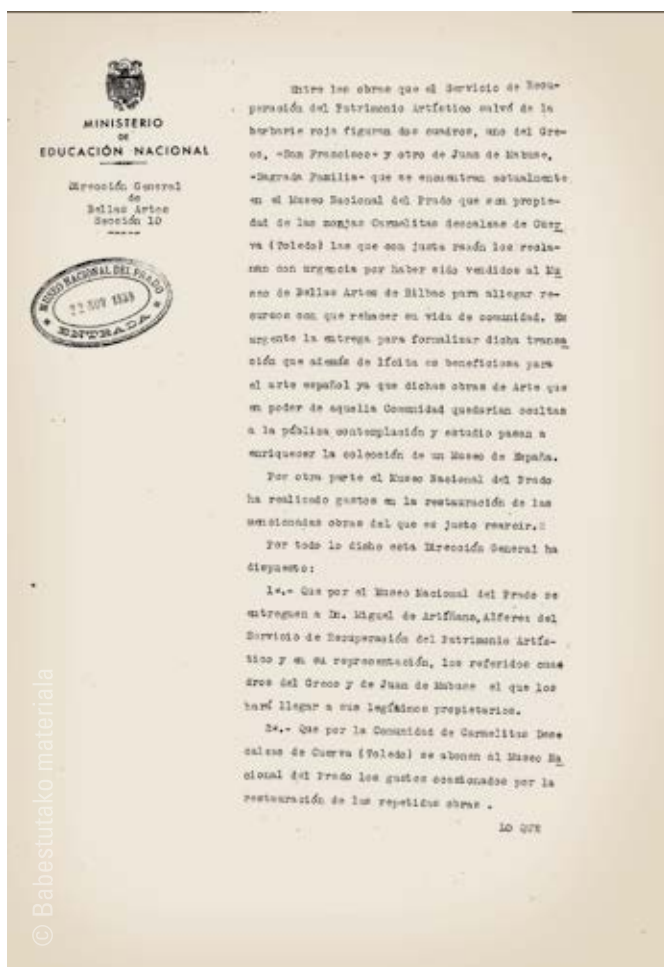 MINISTERIO
DE
EDUCACIÓN NACIONAL
Dirección General
de
Bellas Artes
Sección 10
MUSEO NACIONAL DEL PRADO
22 NOV 1939
ENTRADA
Entre las obras que el Servicio de Recu-
peración del Patrimonio Artístico salvó de la
barbarie roja figuran dos cuadros, uno del Gre-
co, -San Francisco- y otro de Juan de Mabuse,
-Sagrada Familia- que se encuentran actualmente
en el Museo Nacional del Prado que son propie-
dad de las monjas Carmelitas descalzas de Cuer
va (Toledo) las que con justa razón los recla-
man con urgencia por haber sido vendidos al Mu
seo de Bellas Artes de Bilbao para allegar re-
cursos con que rehacer su vida de comunidad. Es
urgente la entrega para formalizar dicha transa
ción que además de lícita es beneficiosa para
el arte español ya que dichas obras de Arte que
en poder de aquella Comunidad quedarían ocultas
a la pública contemplación y estudio pasan a
enriquecer la colección de un Museo de España.
Por otra parte el Museo Nacional del Prado
ha realizado gastos en la restauración de las
mencionadas obras del que es justo resarcir.
Por todo lo dicho esta Dirección General ha
dispuesto:
1º.- Que por el Museo Nacional del Prado se
entreguen a Dn. Miguel de Artíñano, Alferez del
Servicio de Recuperación del Patrimonio Artís-
tico y en su representación, los referidos cua
dros del Greco y de Juan de Mabuse el que los
hará llegar a sus legítimos propietarios.
2º.- Que por la Comunidad de Carmelitas Des
calzas de Cuerva (Toledo) se abonen al Museo Na
cional del Prado los gastos ocasionados por la
restauración de las repetidas obras .
LO QUE
© Babestutako materiala